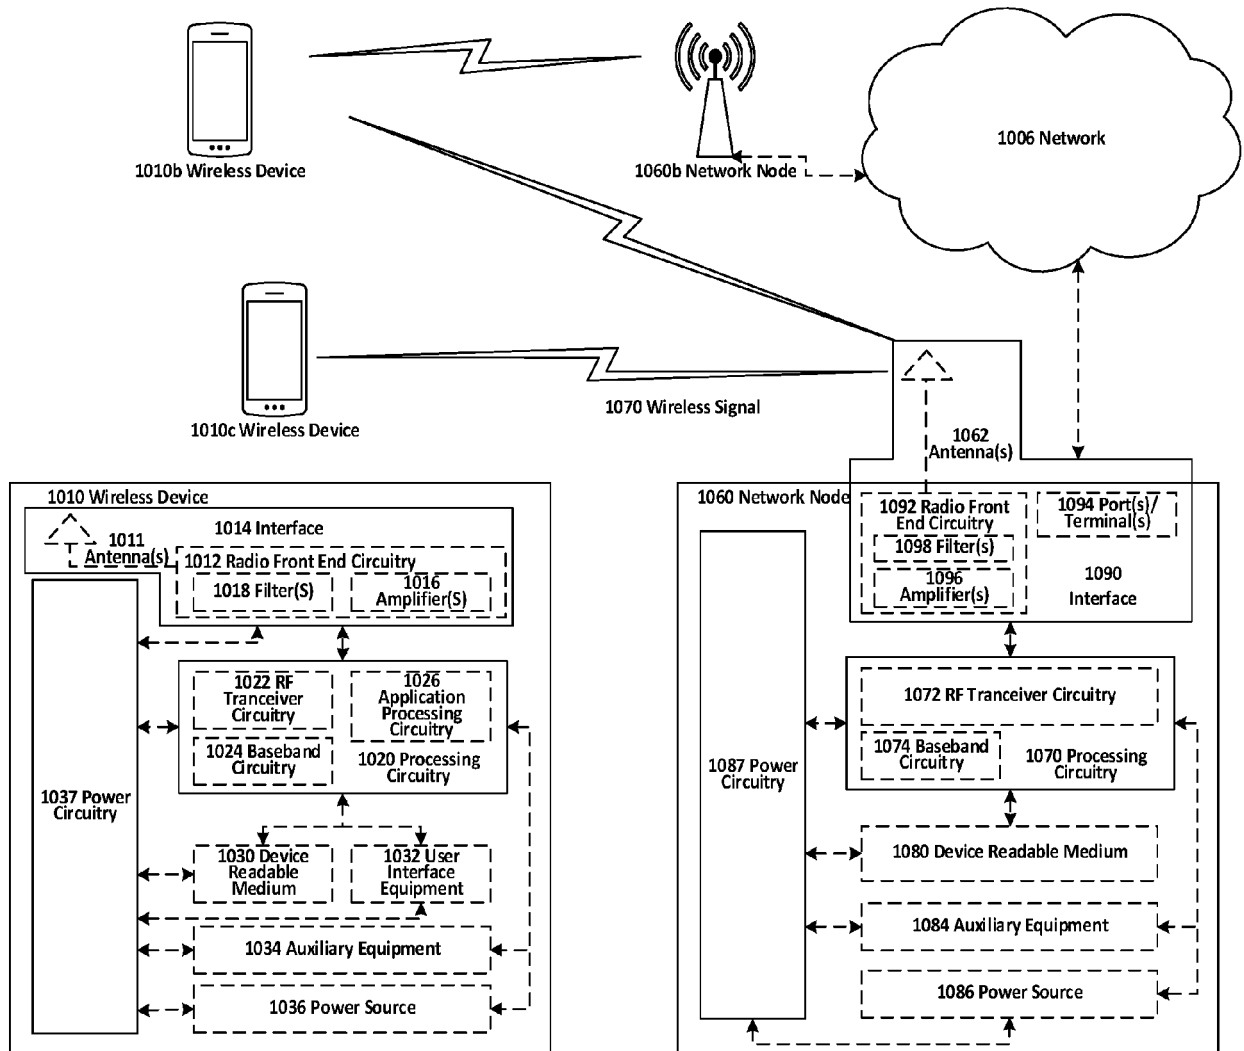 1006 Network
1010b Wireless Device
1060b Network Node
1010c Wireless Device
1070 Wireless Signal
1062
Antenna(s)
1010 Wireless Device
1014 Interface
1011
Antenna(s)
1012 Radio Front End Circuitry
1018 Filter(S)
1016
Amplifier(S)
1022 RF
Tranceiver
Circuitry
1026
Application
Processing
Circuitry
1024 Baseband
Circuitry
1020 Processing
Circuitry
1037 Power
Circuitry
1030 Device
Readable
Medium
1032 User
Interface
Equipment
1034 Auxiliary Equipment
1036 Power Source
1060 Network Node
1092 Radio Front
End Circuitry
1098 Filter(s)
1096
Amplifier(s)
1094 Port(s)/
Terminal(s)
1090
Interface
1072 RF Tranceiver Circuitry
1074 Baseband
Circuitry
1070 Processing
Circuitry
1087 Power
Circuitry
1080 Device Readable Medium
1084 Auxiliary Equipment
1086 Power Source